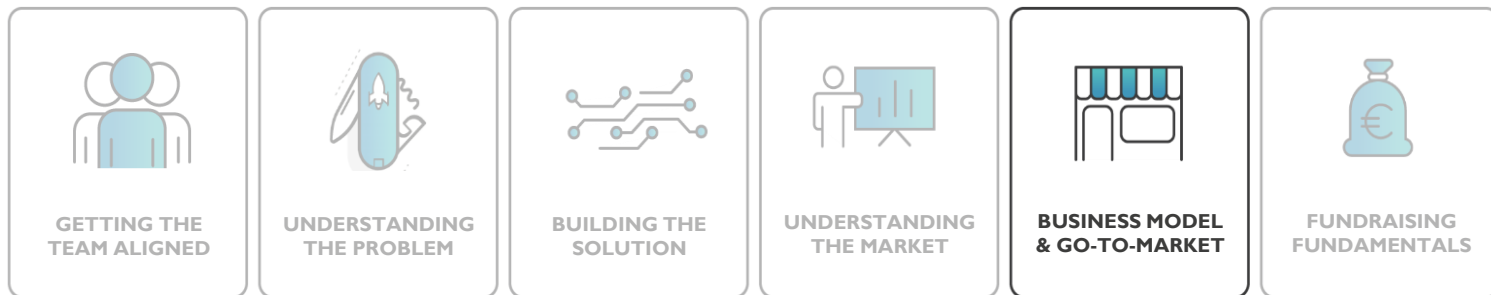 GETTING THE
TEAM ALIGNED
UNDERSTANDING
THE PROBLEM
BUILDING THE
SOLUTION
UNDERSTANDING
THE MARKET
BUSINESS MODEL
& GO-TO-MARKET
€
FUNDRAISING
FUNDAMENTALS